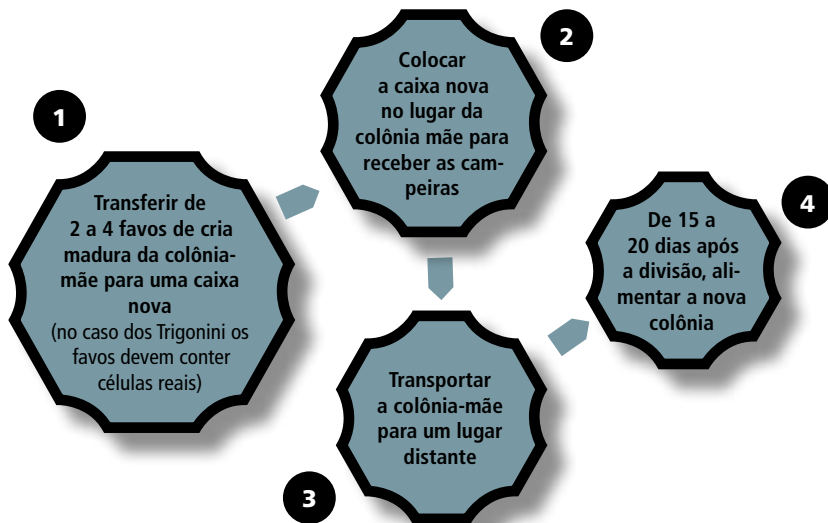 1
Transferir de
2 a 4 favos de cria
madura da colônia-
mãe para uma caixa
nova
(no caso dos Trigonini os
favos devem conter
células reais)
2
Colocar
a caixa nova
no lugar da
colônia mãe para
receber as cam-
peiras
3
Transportar
a colônia-mãe
para um lugar
distante
4
De 15 a
20 dias após
a divisão, ali-
mentar a nova
colônia